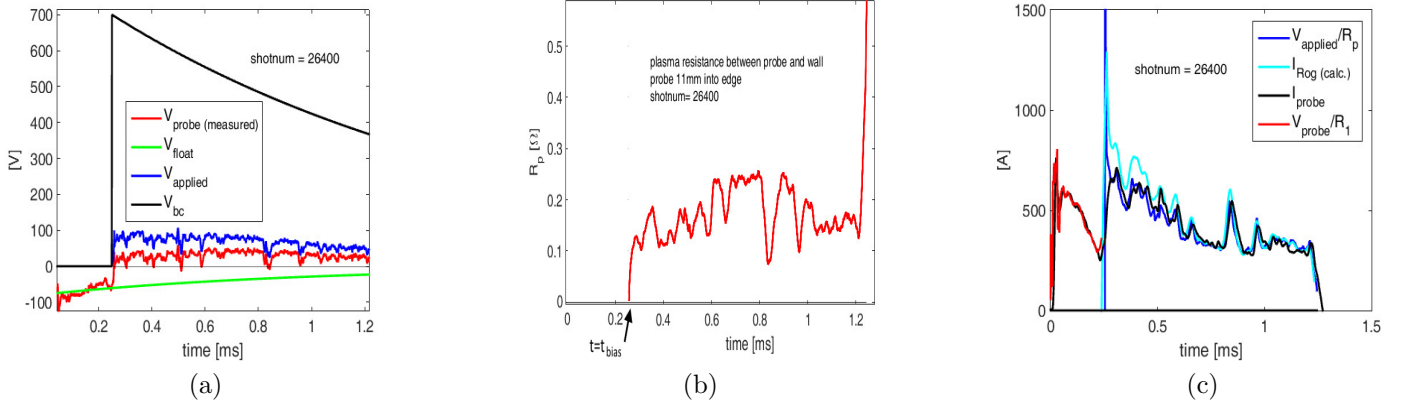 700
600
500
400
300
200
100
0
-100
[V]
shotnum = 26400
V_probe (measured)
V_float
V_applied
V_bc
0.2 0.4 0.6 0.8 1 1.2
time [ms]
(a)
0.5
0.4
0.3
0.2
0.1
0
R_p [Ω]
plasma resistance between probe and wall
probe 11mm into edge
shotnum= 26400
0 0.2 0.4 0.6 0.8 1 1.2
t=t_bias
time [ms]
(b)
1500
1000
500
0
[A]
shotnum = 26400
V_applied/R_p
I_Rog (calc.)
I_probe
V_probe/R_1
0 0.5 1 1.5
time [ms]
(c)